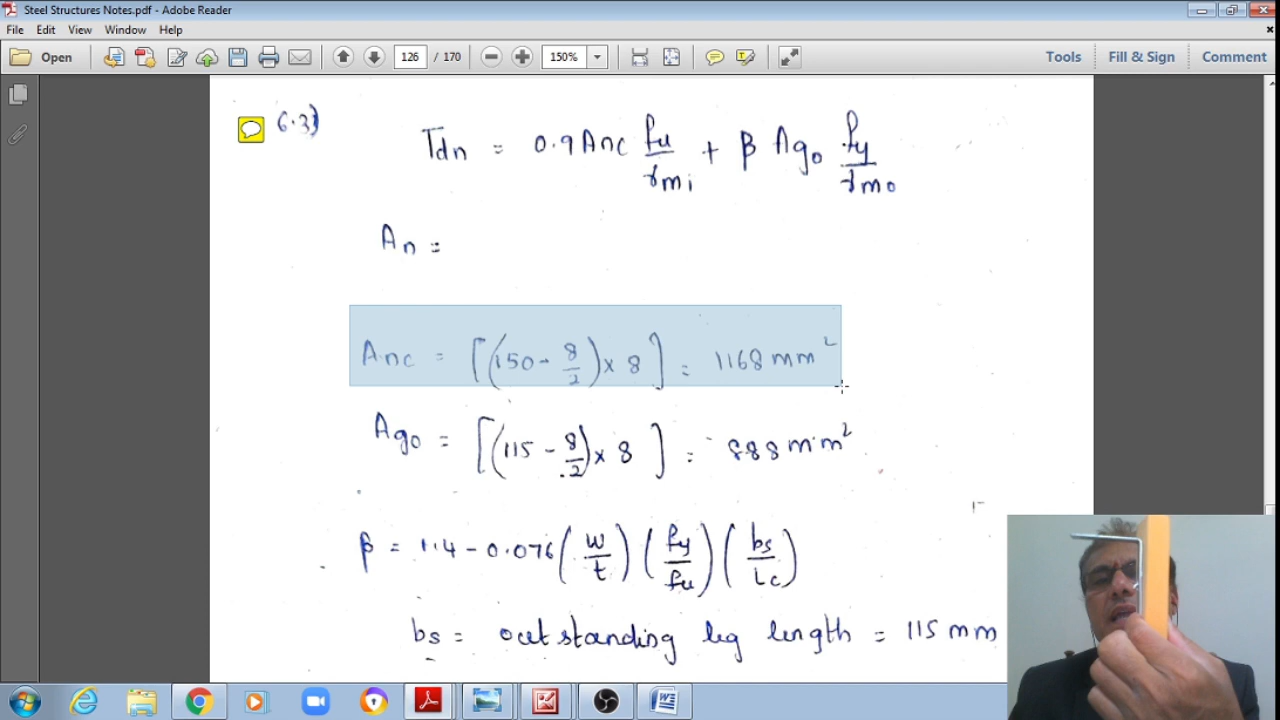 Steel Structures Notes.pdf - Adobe Reader
File Edit View Window Help
Open 126 / 170 150% Tools Fill & Sign Comment
6.3)
Tdn = 0.9 Anc fu/γmi + β Ago fy/γmo
An =
Anc = [(150 - 8/2) × 8] = 1168 mm²
Ago = [(115 - 8/2) × 8] = 888 mm²
β = 1.4 - 0.076 (w/t) (fy/fu) (bs/Lc)
bs = outstanding leg length = 115 mm